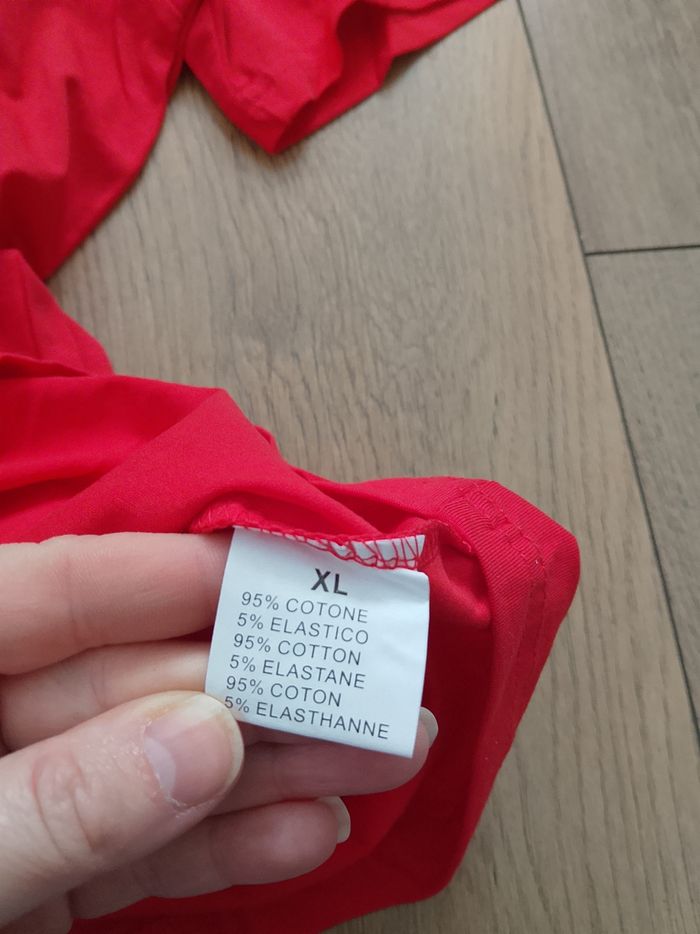 XL
95% COTONE
5% ELASTICO
95% COTTON
5% ELASTANE
95% COTON
5% ELASTHANNE